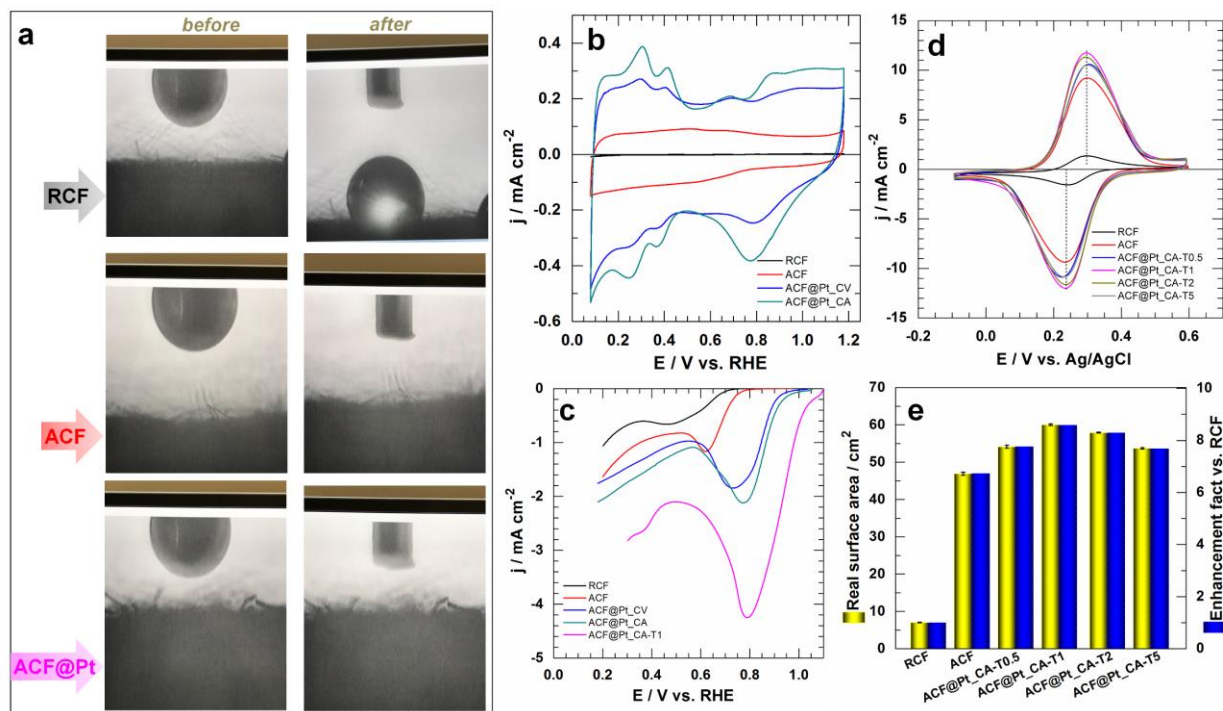 a
before
after
RCF
ACF
ACF@Pt
b
j / mA cm-2
0.4
0.2
0.0
-0.2
-0.4
-0.6
0.0 0.2 0.4 0.6 0.8 1.0 1.2
E / V vs. RHE
RCF
ACF
ACF@Pt_CV
ACF@Pt_CA
d
j / mA cm-2
15
10
5
0
-5
-10
-15
-0.2 0.0 0.2 0.4 0.6
E / V vs. Ag/AgCl
RCF
ACF
ACF@Pt_CA-T0.5
ACF@Pt_CA-T1
ACF@Pt_CA-T2
ACF@Pt_CA-T5
c
j / mA cm-2
0
-1
-2
-3
-4
-5
0.0 0.2 0.4 0.6 0.8 1.0
E / V vs. RHE
RCF
ACF
ACF@Pt_CV
ACF@Pt_CA
ACF@Pt_CA-T1
e
Real surface area / cm2
70
60
50
40
30
20
10
0
Enhancement fact vs. RCF
10
8
6
4
2
0
RCF
ACF
ACF@Pt_CA-T0.5
ACF@Pt_CA-T1
ACF@Pt_CA-T2
ACF@Pt_CA-T5